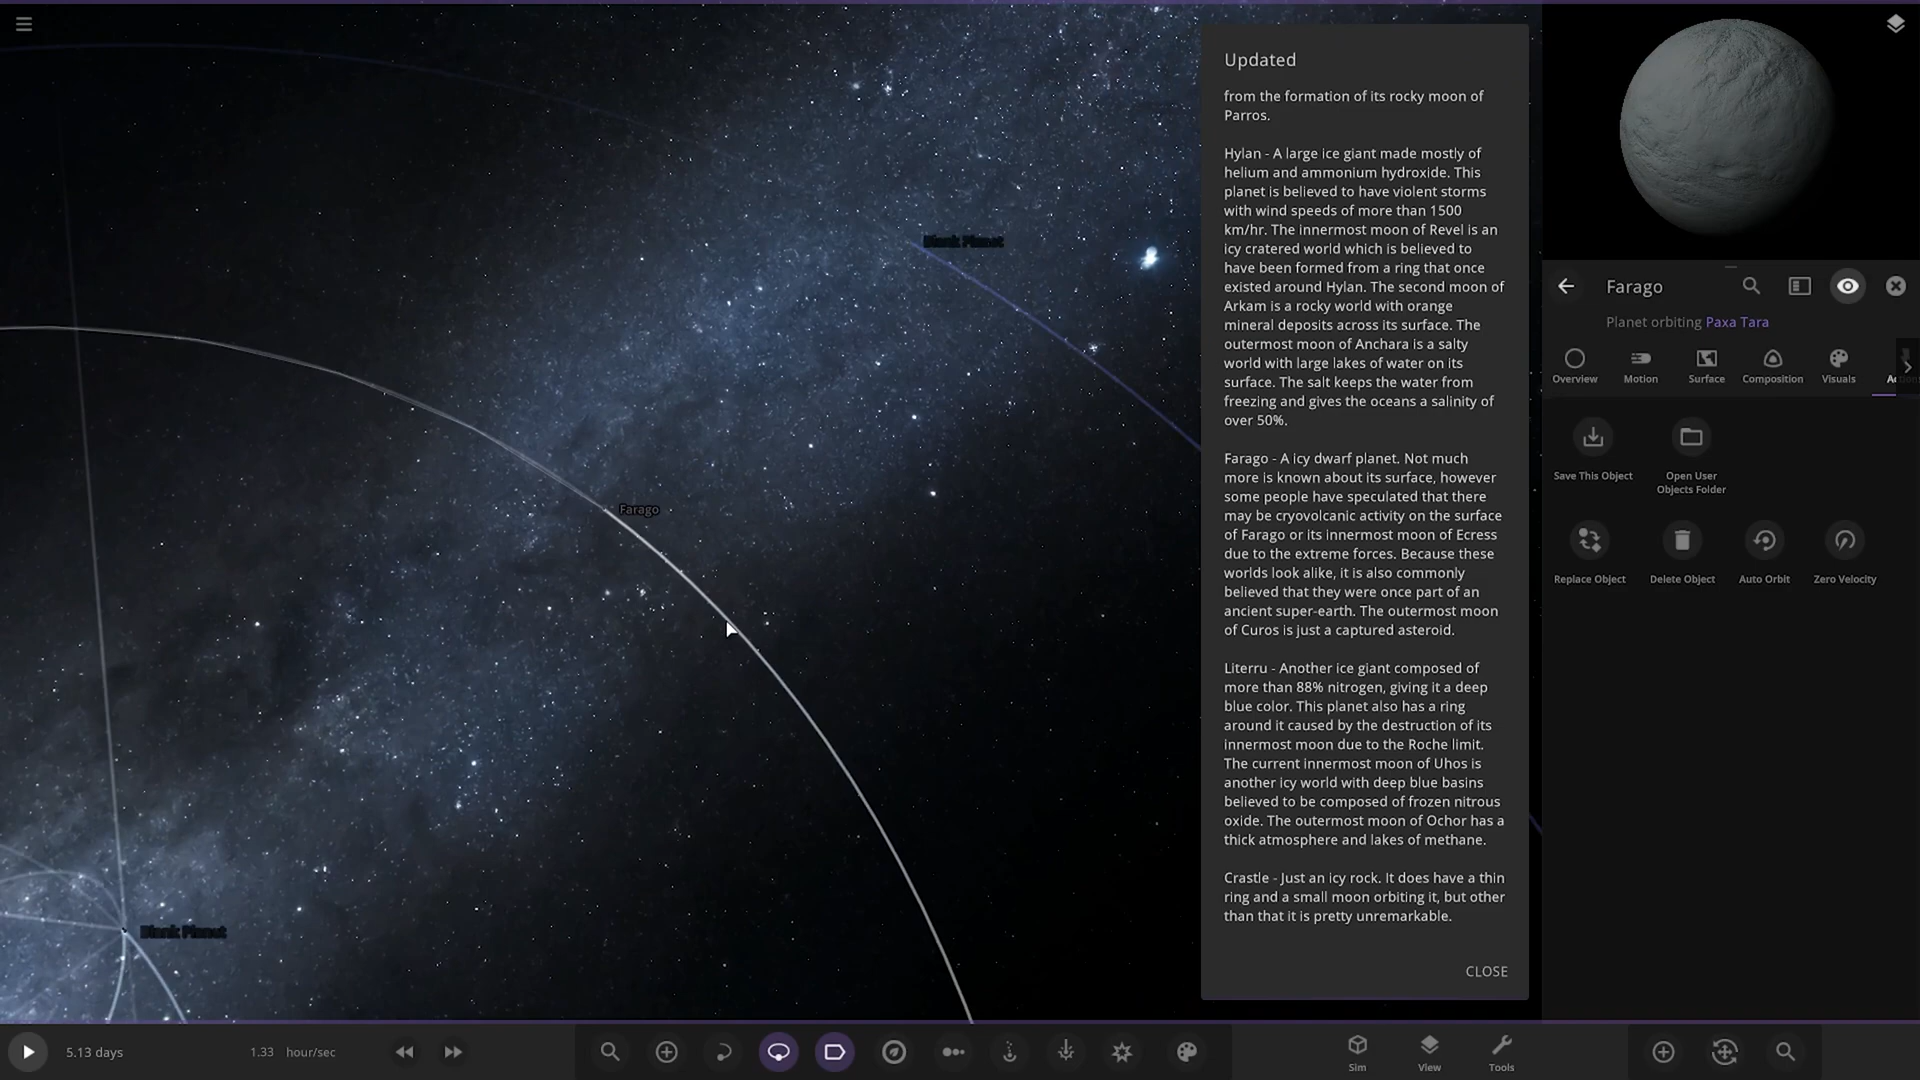 Updated
from the formation of its rocky moon of
Parros.
Hylan - A large ice giant made mostly of
helium and ammonium hydroxide. This
planet is believed to have violent storms
with wind speeds of more than 1500
km/hr. The innermost moon of Revel is an
icy cratered world which is believed to
have been formed from a ring that once
existed around Hylan. The second moon of
Arkam is a rocky world with orange
mineral deposits across its surface. The
outermost moon of Anchara is a salty
world with large lakes of water on its
surface. The salt keeps the water from
freezing and gives the oceans a salinity of
over 50%.
Farago - A icy dwarf planet. Not much
more is known about its surface, however
some people have speculated that there
may be cryovolcanic activity on the surface
of Farago or its innermost moon of Ecress
due to the extreme forces. Because these
worlds look alike, it is also commonly
believed that they were once part of an
ancient super-earth. The outermost moon
of Curos is just a captured asteroid.
Literru - Another ice giant composed of
more than 88% nitrogen, giving it a deep
blue color. This planet also has a ring
around it caused by the destruction of its
innermost moon due to the Roche limit.
The current innermost moon of Uhos is
another icy world with deep blue basins
believed to be composed of frozen nitrous
oxide. The outermost moon of Ochor has a
thick atmosphere and lakes of methane.
Crastle - Just an icy rock. It does have a thin
ring and a small moon orbiting it, but other
than that it is pretty unremarkable.
CLOSE
Blank Planet
Farago
Blank Planet
Farago
Planet orbiting Paxa Tara
Overview
Motion
Surface
Composition
Visuals
Save This Object
Open User
Objects Folder
Replace Object
Delete Object
Auto Orbit
Zero Velocity
5.13 days
1.33 hour/sec
Sim
View
Tools